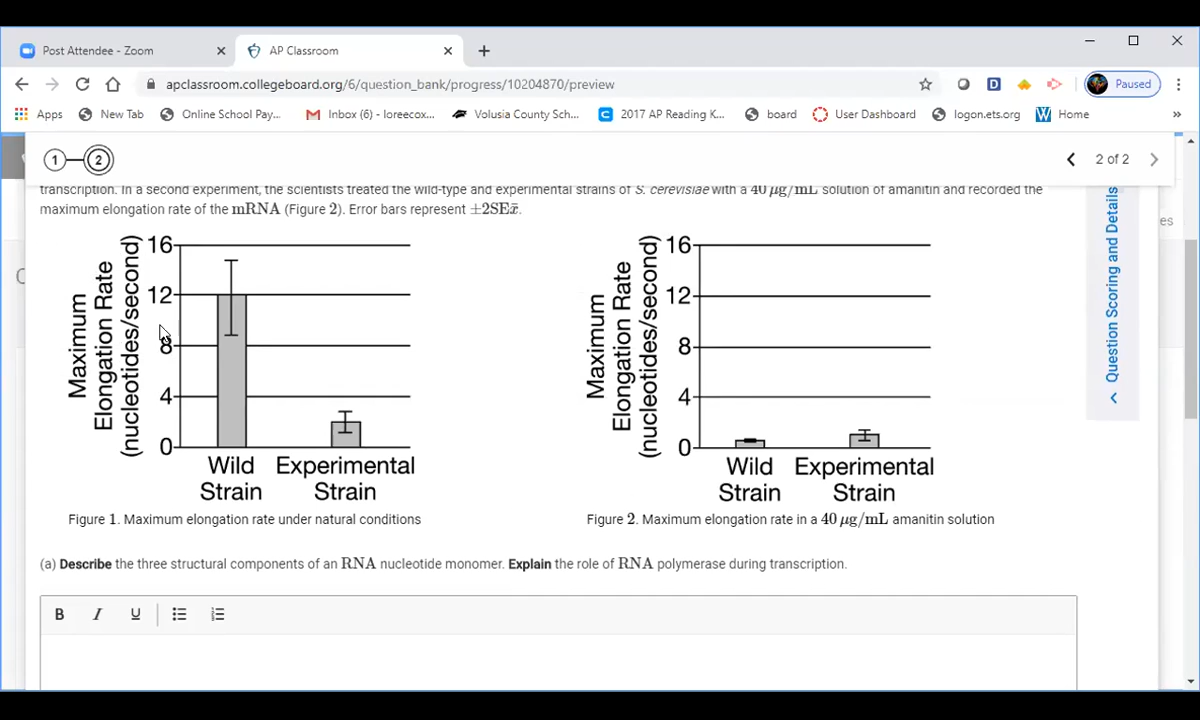 Post Attendee - Zoom
AP Classroom
apclassroom.collegeboard.org/6/question_bank/progress/10204870/preview
Paused
Apps
New Tab
Online School Pay...
Inbox (6) - loreecox...
Volusia County Sch...
2017 AP Reading K...
board
User Dashboard
logon.ets.org
Home
»
1
2
2 of 2
transcription. In a second experiment, the scientists treated the wild-type and experimental strains of S. cerevisiae with a 40 μg/mL solution of amanitin and recorded the
maximum elongation rate of the mRNA (Figure 2). Error bars represent ±2SEx̄.
Maximum
Elongation Rate
(nucleotides/second)
16
12
8
4
0
Wild
Strain
Experimental
Strain
Figure 1. Maximum elongation rate under natural conditions
Maximum
Elongation Rate
(nucleotides/second)
16
12
8
4
0
Wild
Strain
Experimental
Strain
Figure 2. Maximum elongation rate in a 40 μg/mL amanitin solution
Question Scoring and Details
es
(a) Describe the three structural components of an RNA nucleotide monomer. Explain the role of RNA polymerase during transcription.
B I U